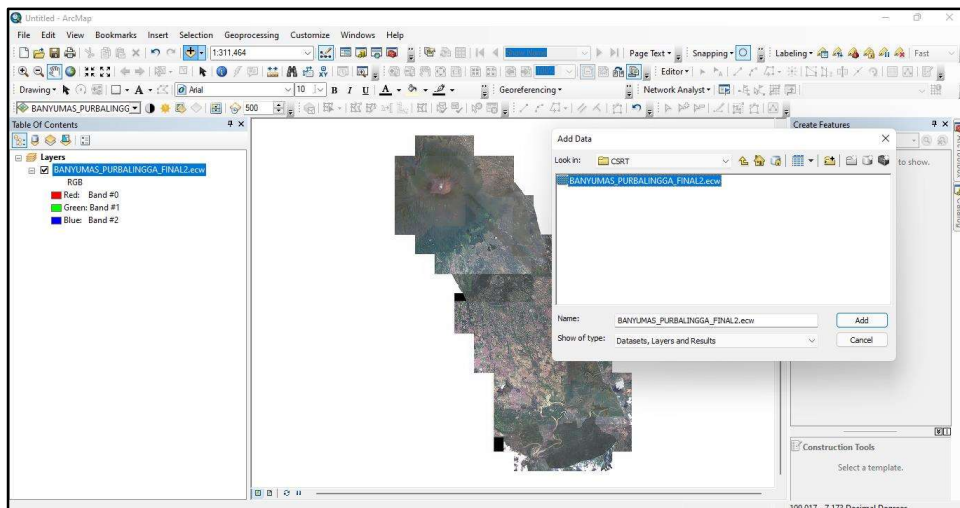 Untitled - ArcMap
File Edit View Bookmarks Insert Selection Geoprocessing Customize Windows Help
1:311,464
Page Text
Snapping
Labeling
Fast
Editor
Drawing
Arial
10
B I U A
Georeferencing
Network Analyst
BANYUMAS_PURBALINGG
500
Table Of Contents
Layers
BANYUMAS_PURBALINGGA_FINAL2.ecw
RGB
Red: Band #0
Green: Band #1
Blue: Band #2
Add Data
Look in:
CSRT
BANYUMAS_PURBALINGGA_FINAL2.ecw
Name:
BANYUMAS_PURBALINGGA_FINAL2.ecw
Add
Show of type:
Datasets, Layers and Results
Cancel
Create Features
to show.
Catalog
Construction Tools
Select a template.